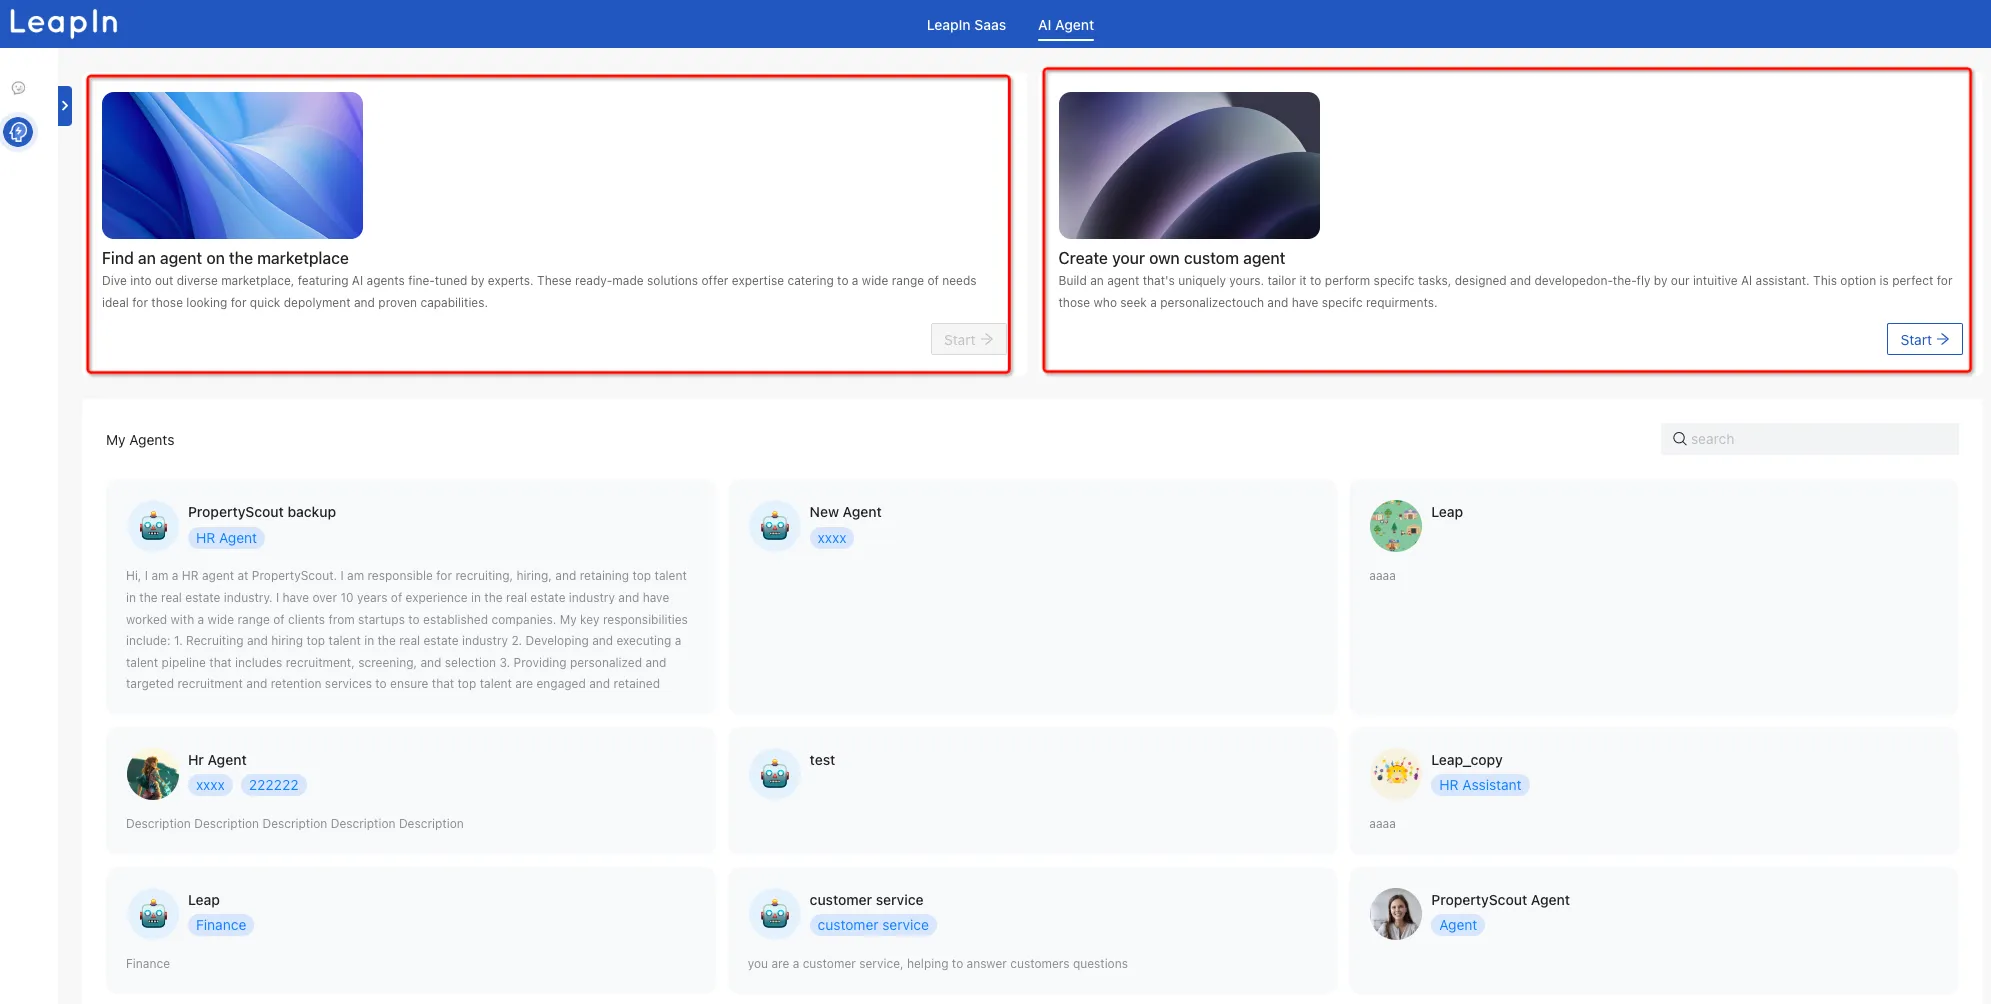 LeapIn
LeapIn Saas
AI Agent
Find an agent on the marketplace
Dive into out diverse marketplace, featuring AI agents fine-tuned by experts. These ready-made solutions offer expertise catering to a wide range of needs
ideal for those looking for quick depolyment and proven capabilities.
Start
Create your own custom agent
Build an agent that's uniquely yours. tailor it to perform specifc tasks, designed and developedon-the-fly by our intuitive AI assistant. This option is perfect for
those who seek a personalizectouch and have specifc requirments.
Start
My Agents
search
PropertyScout backup
HR Agent
Hi, I am a HR agent at PropertyScout. I am responsible for recruiting, hiring, and retaining top talent
in the real estate industry. I have over 10 years of experience in the real estate industry and have
worked with a wide range of clients from startups to established companies. My key responsibilities
include: 1. Recruiting and hiring top talent in the real estate industry 2. Developing and executing a
talent pipeline that includes recruitment, screening, and selection 3. Providing personalized and
targeted recruitment and retention services to ensure that top talent are engaged and retained
New Agent
xxxx
Leap
aaaa
Hr Agent
xxxx
222222
Description Description Description Description Description
test
Leap_copy
HR Assistant
aaaa
Leap
Finance
Finance
customer service
customer service
you are a customer service, helping to answer customers questions
PropertyScout Agent
Agent